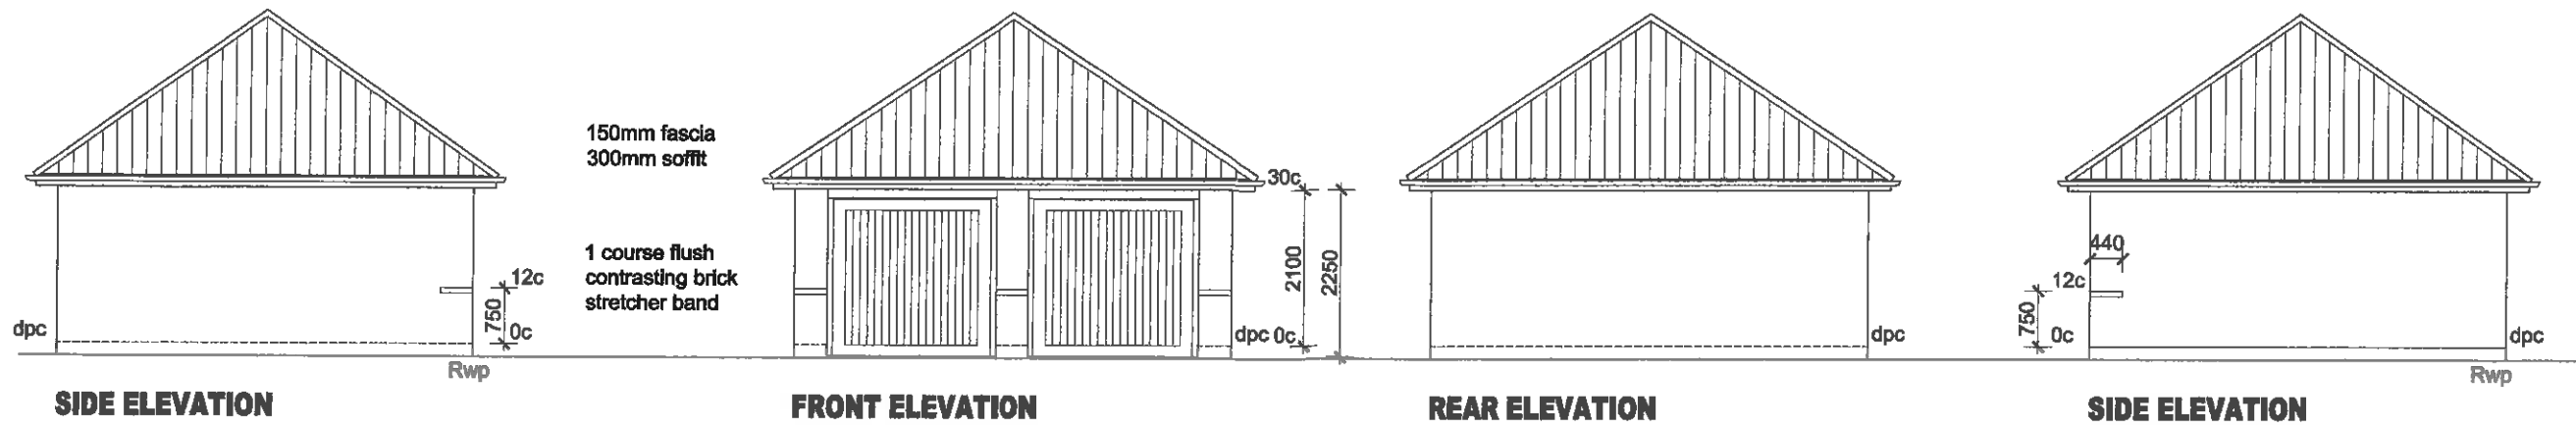 150mm fascia
300mm soffit
1 course flush
contrasting brick
stretcher band
dpc
12c
750
0c
Rwp
SIDE ELEVATION
30c
2100
2250
dpc 0c
FRONT ELEVATION
dpc
REAR ELEVATION
440
12c
750
0c
dpc
Rwp
SIDE ELEVATION